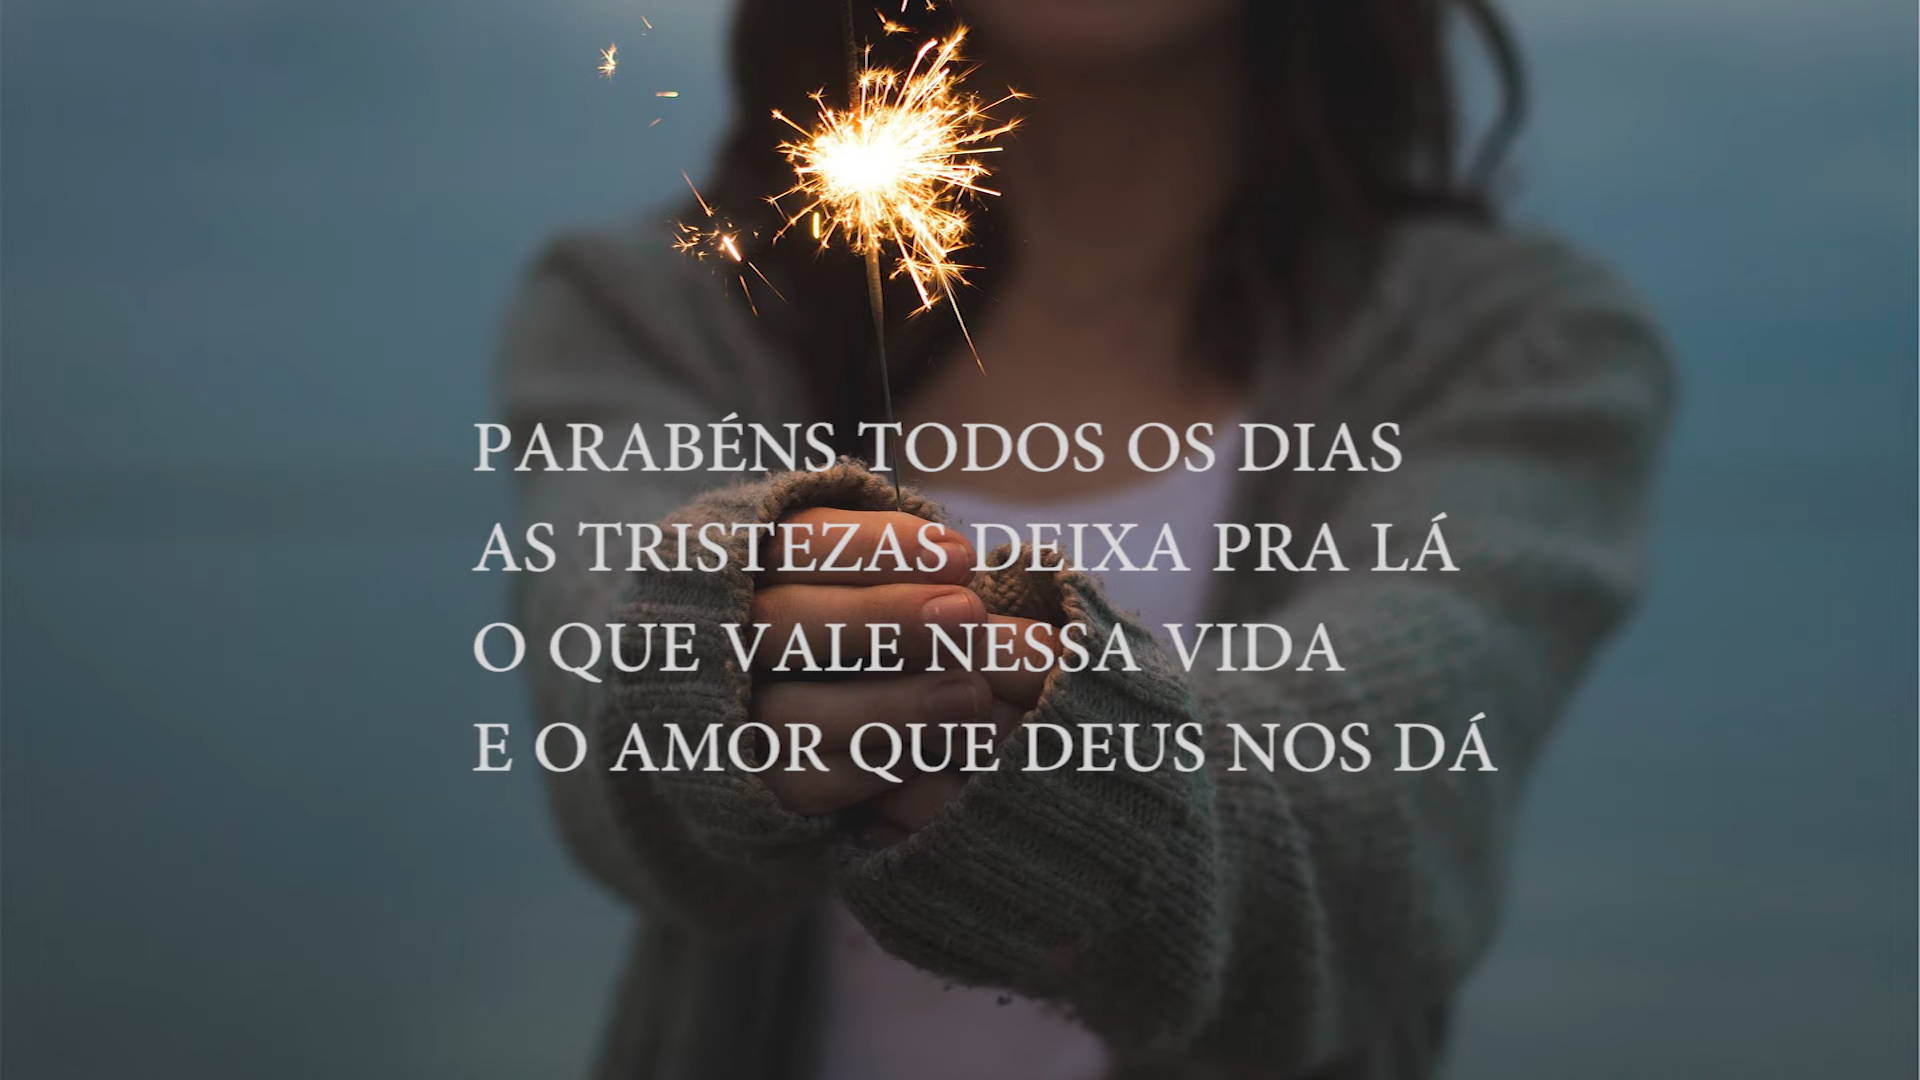 PARABÉNS TODOS OS DIAS
AS TRISTEZAS DEIXA PRA LÁ
O QUE VALE NESSA VIDA
E O AMOR QUE DEUS NOS DÁ